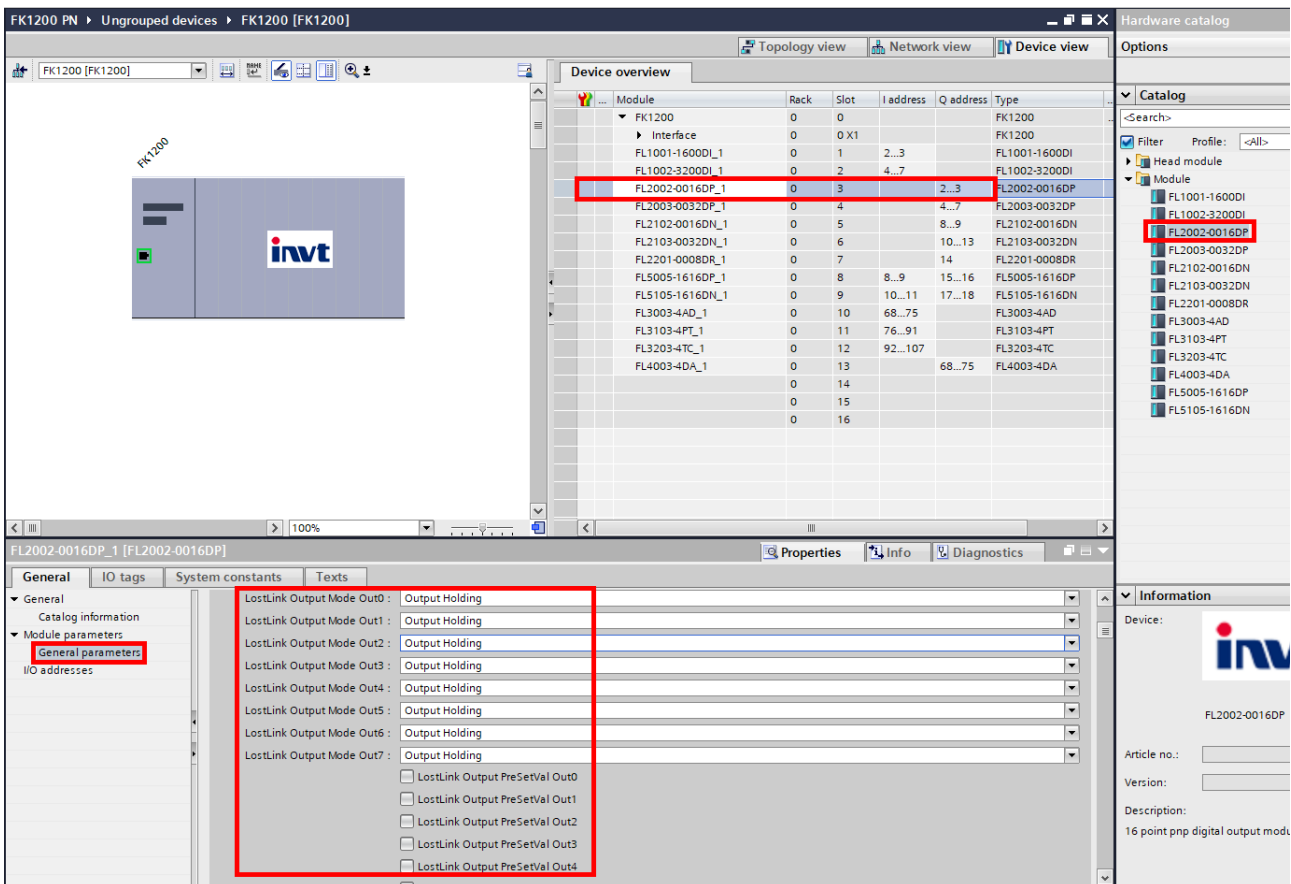 FK1200 PN ▸ Ungrouped devices ▸ FK1200 [FK1200]
Topology view Network view Device view
FK1200 [FK1200]
FK1200
invt
100%
Device overview
... Module Rack Slot I address Q address Type ..
FK1200 0 0 FK1200
Interface 0 0 X1 FK1200
FL1001-1600DI_1 0 1 2...3 FL1001-1600DI
FL1002-3200DI_1 0 2 4...7 FL1002-3200DI
FL2002-0016DP_1 0 3 2...3 FL2002-0016DP
FL2003-0032DP_1 0 4 4...7 FL2003-0032DP
FL2102-0016DN_1 0 5 8...9 FL2102-0016DN
FL2103-0032DN_1 0 6 10...13 FL2103-0032DN
FL2201-0008DR_1 0 7 14 FL2201-0008DR
FL5005-1616DP_1 0 8 8...9 15...16 FL5005-1616DP
FL5105-1616DN_1 0 9 10...11 17...18 FL5105-1616DN
FL3003-4AD_1 0 10 68...75 FL3003-4AD
FL3103-4PT_1 0 11 76...91 FL3103-4PT
FL3203-4TC_1 0 12 92...107 FL3203-4TC
FL4003-4DA_1 0 13 68...75 FL4003-4DA
0 14
0 15
0 16
Hardware catalog
Options
Catalog
<Search>
Filter Profile: <All>
Head module
Module
FL1001-1600DI
FL1002-3200DI
FL2002-0016DP
FL2003-0032DP
FL2102-0016DN
FL2103-0032DN
FL2201-0008DR
FL3003-4AD
FL3103-4PT
FL3203-4TC
FL4003-4DA
FL5005-1616DP
FL5105-1616DN
FL2002-0016DP_1 [FL2002-0016DP]
Properties Info Diagnostics
General IO tags System constants Texts
General
Catalog information
Module parameters
General parameters
I/O addresses
LostLink Output Mode Out0 : Output Holding
LostLink Output Mode Out1 : Output Holding
LostLink Output Mode Out2 : Output Holding
LostLink Output Mode Out3 : Output Holding
LostLink Output Mode Out4 : Output Holding
LostLink Output Mode Out5 : Output Holding
LostLink Output Mode Out6 : Output Holding
LostLink Output Mode Out7 : Output Holding
LostLink Output PreSetVal Out0
LostLink Output PreSetVal Out1
LostLink Output PreSetVal Out2
LostLink Output PreSetVal Out3
LostLink Output PreSetVal Out4
Information
Device:
inv
FL2002-0016DP
Article no.:
Version:
Description:
16 point pnp digital output modu